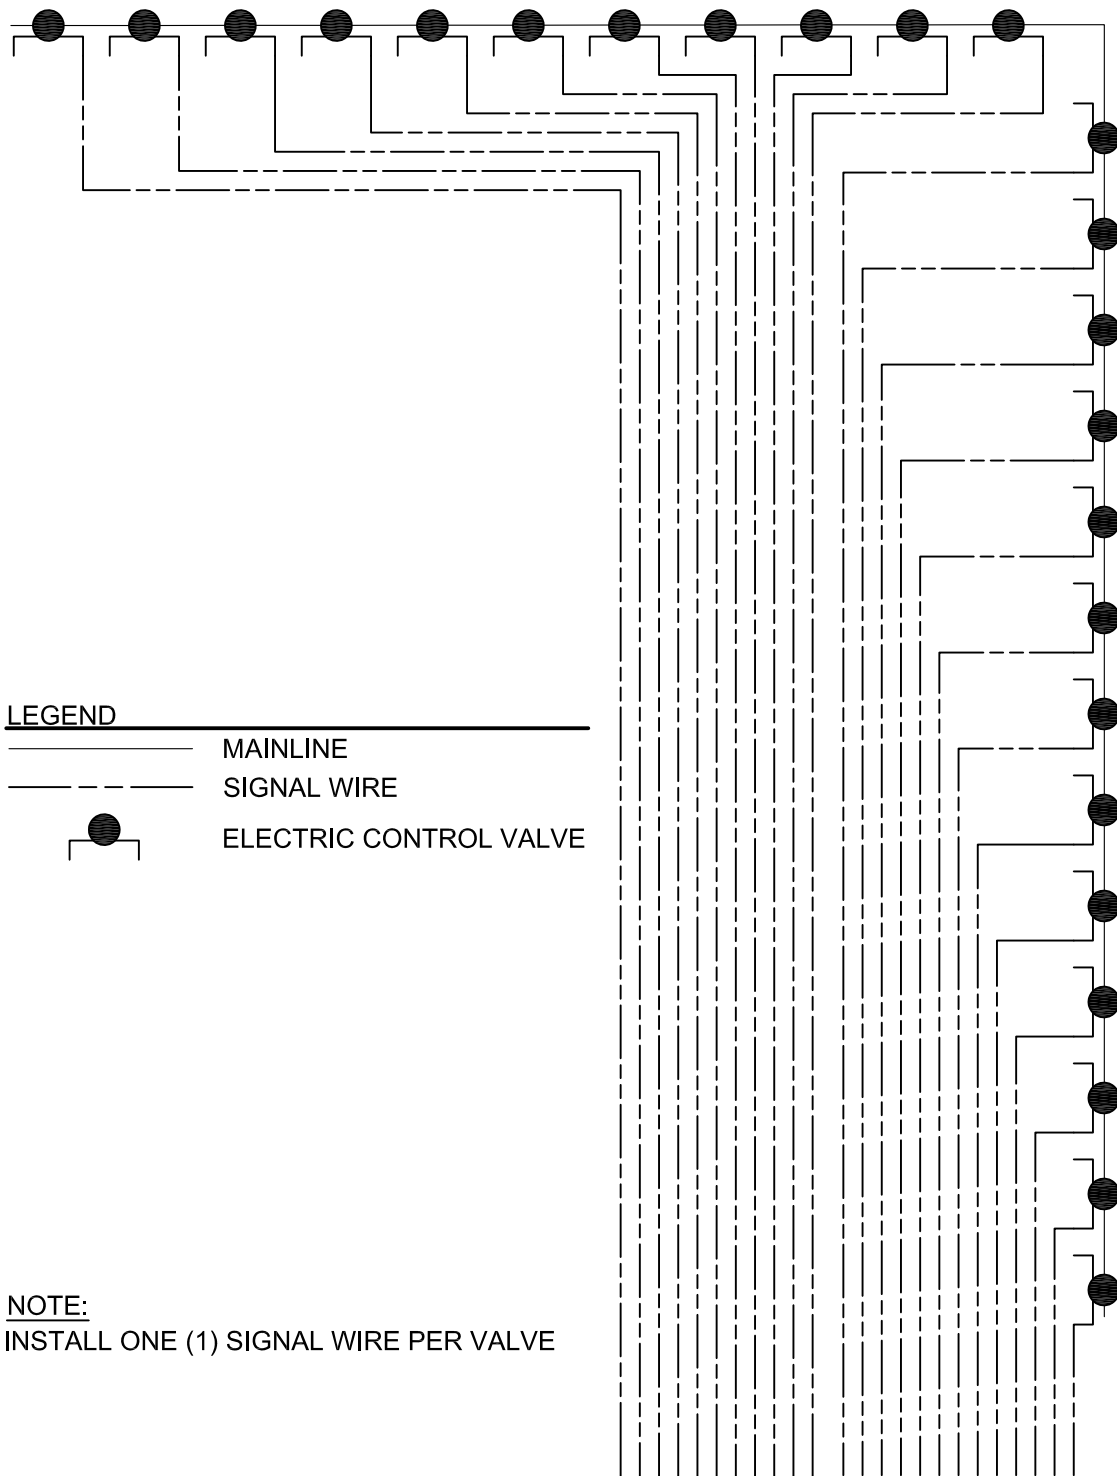 LEGEND
MAINLINE
SIGNAL WIRE
ELECTRIC CONTROL VALVE
NOTE:
INSTALL ONE (1) SIGNAL WIRE PER VALVE